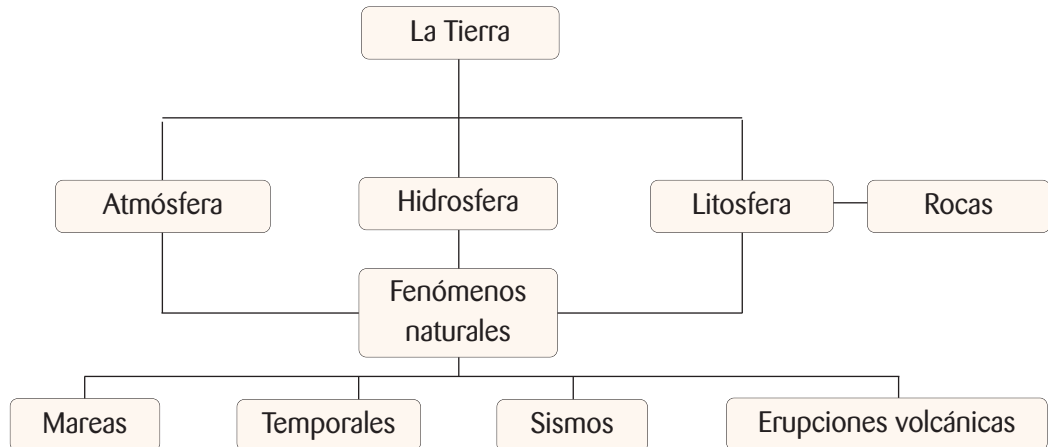 La Tierra
Atmósfera
Hidrosfera
Litosfera
Rocas
Fenómenos
naturales
Mareas
Temporales
Sismos
Erupciones volcánicas